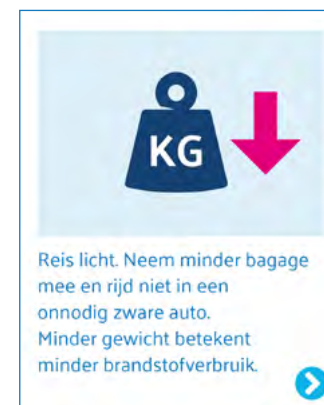 KG
Reis licht. Neem minder bagage
mee en rijd niet in een
onnodig zware auto.
Minder gewicht betekent
minder brandstofverbruik.